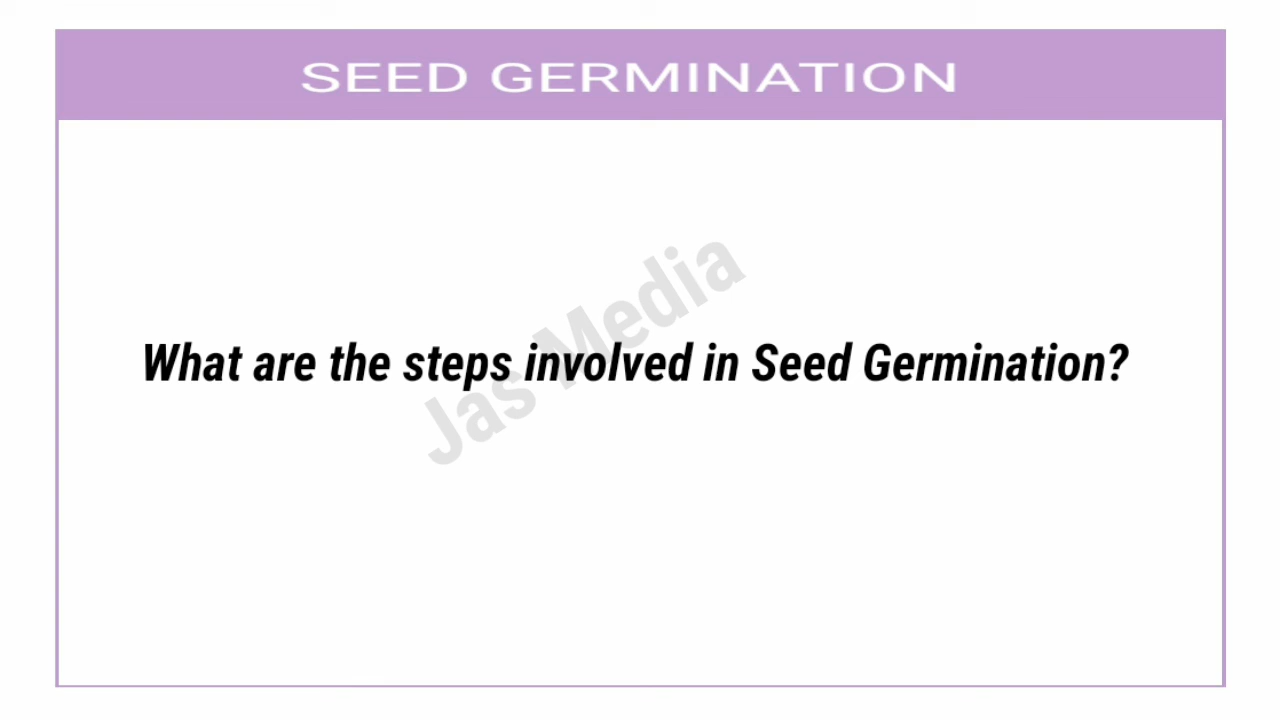 SEED GERMINATION
What are the steps involved in Seed Germination?
Jas Media